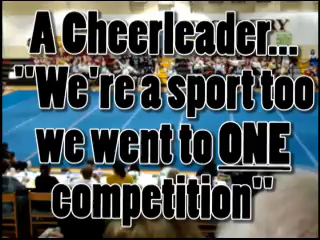 A Cheerleader...
"We're a sport too
we went to ONE
competition"